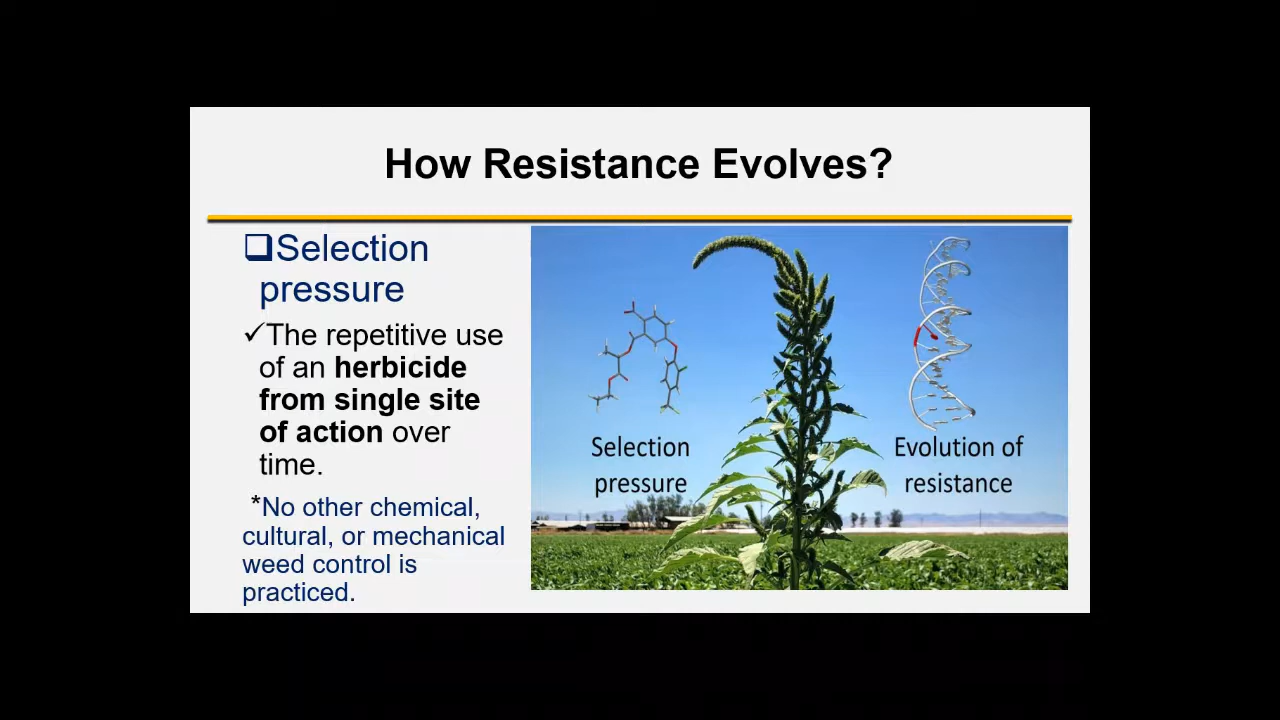 How Resistance Evolves?
❑Selection
pressure
✓The repetitive use
of an herbicide
from single site
of action over
time.
*No other chemical,
cultural, or mechanical
weed control is
practiced.
Selection
pressure
Evolution of
resistance